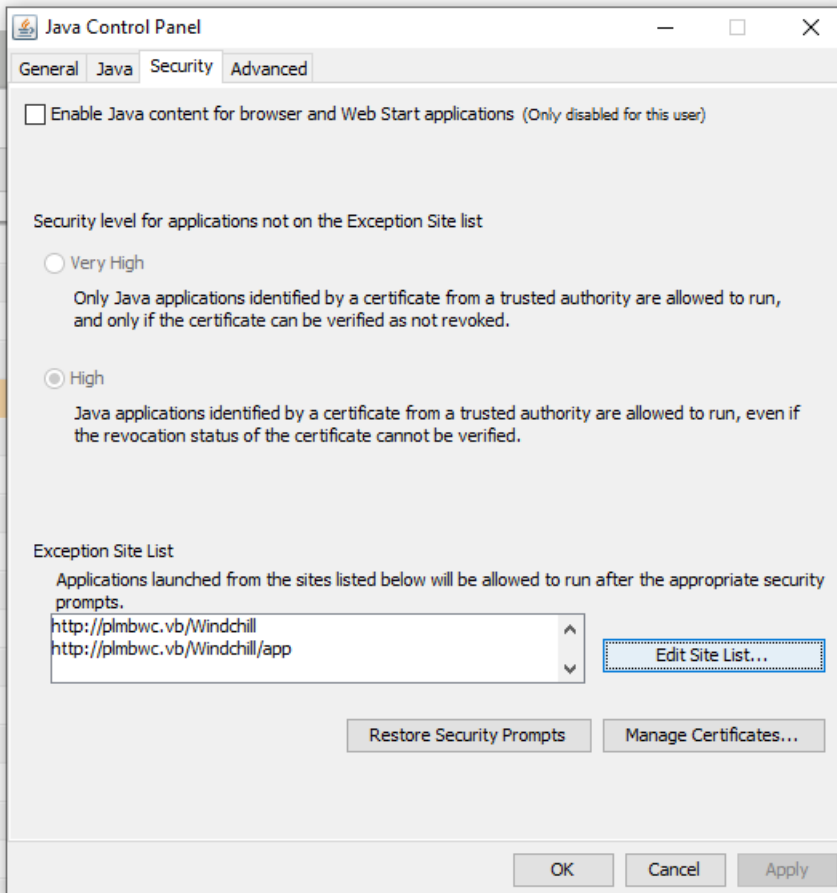 Java Control Panel
General Java Security Advanced
Enable Java content for browser and Web Start applications (Only disabled for this user)
Security level for applications not on the Exception Site list
Very High
Only Java applications identified by a certificate from a trusted authority are allowed to run,
and only if the certificate can be verified as not revoked.
High
Java applications identified by a certificate from a trusted authority are allowed to run, even if
the revocation status of the certificate cannot be verified.
Exception Site List
Applications launched from the sites listed below will be allowed to run after the appropriate security
prompts.
http://plmbwc.vb/Windchill
http://plmbwc.vb/Windchill/app
Edit Site List...
Restore Security Prompts Manage Certificates...
OK Cancel Apply